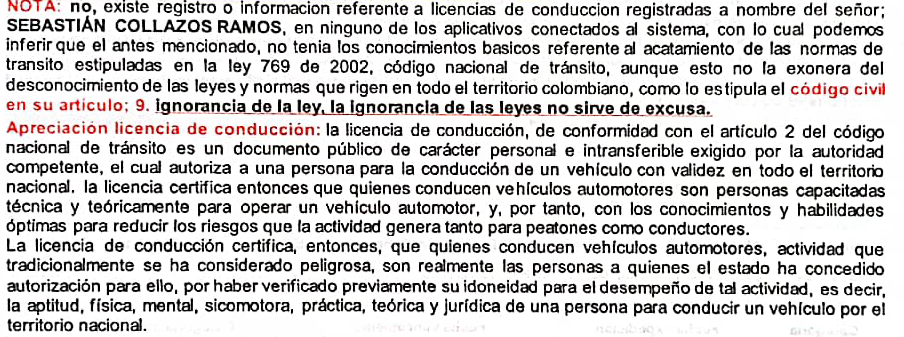 NOTA: no, existe registro o informacion referente a licencias de conduccion registradas a nombre del señor;
SEBASTIÁN COLLAZOS RAMOS, en ninguno de los aplicativos conectados al sistema, con lo cual podemos
inferir que el antes mencionado, no tenia los conocimientos basicos referente al acatamiento de las normas de
transito estipuladas en la ley 769 de 2002, código nacional de tránsito, aunque esto no la exonera del
desconocimiento de las leyes y normas que rigen en todo el territorio colombiano, como lo estipula el código civil
en su artículo; 9. ignorancia de la ley, la ignorancia de las leyes no sirve de excusa.
Apreciación licencia de conducción: la licencia de conducción, de conformidad con el artículo 2 del código
nacional de tránsito es un documento público de carácter personal e intransferible exigido por la autoridad
competente, el cual autoriza a una persona para la conducción de un vehículo con validez en todo el territorio
nacional. la licencia certifica entonces que quienes conducen vehículos automotores son personas capacitadas
técnica y teóricamente para operar un vehículo automotor, y, por tanto, con los conocimientos y habilidades
óptimas para reducir los riesgos que la actividad genera tanto para peatones como conductores.
La licencia de conducción certifica, entonces, que quienes conducen vehículos automotores, actividad que
tradicionalmente se ha considerado peligrosa, son realmente las personas a quienes el estado ha concedido
autorización para ello, por haber verificado previamente su idoneidad para el desempeño de tal actividad, es decir,
la aptitud, física, mental, sicomotora, práctica, teórica y jurídica de una persona para conducir un vehículo por el
territorio nacional.